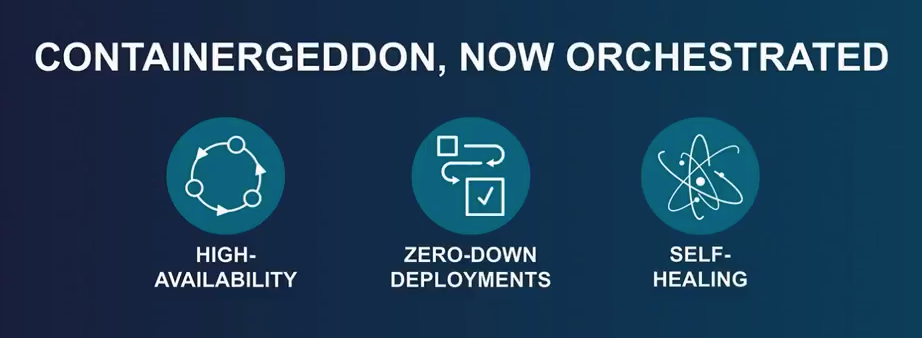 CONTAINERGEDDON, NOW ORCHESTRATED
HIGH-
AVAILABILITY
ZERO-DOWN
DEPLOYMENTS
SELF-
HEALING